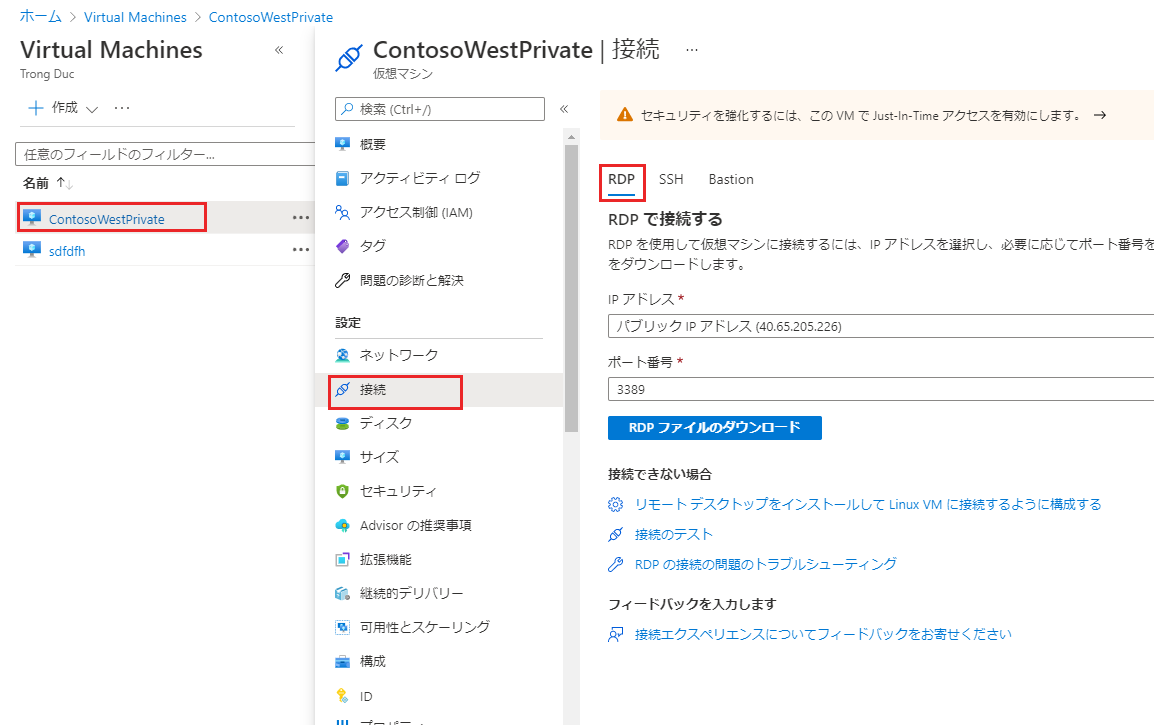 ホーム > Virtual Machines > ContosoWestPrivate
Virtual Machines
Trong Duc
作成
任意のフィールドのフィルター...
名前
ContosoWestPrivate
sdfdfh
ContosoWestPrivate | 接続
仮想マシン
検索 (Ctrl+/)
概要
アクティビティ ログ
アクセス制御 (IAM)
タグ
問題の診断と解決
設定
ネットワーク
接続
ディスク
サイズ
セキュリティ
Advisor の推奨事項
拡張機能
継続的デリバリー
可用性とスケーリング
構成
ID
セキュリティを強化するには、この VM で Just-In-Time アクセスを有効にします。
RDP SSH Bastion
RDP で接続する
RDP を使用して仮想マシンに接続するには、IP アドレスを選択し、必要に応じてポート番号を
をダウンロードします。
IP アドレス *
パブリック IP アドレス (40.65.205.226)
ポート番号 *
3389
RDP ファイルのダウンロード
接続できない場合
リモート デスクトップをインストールして Linux VM に接続するように構成する
接続のテスト
RDP の接続の問題のトラブルシューティング
フィードバックを入力します
接続エクスペリエンスについてフィードバックをお寄せください